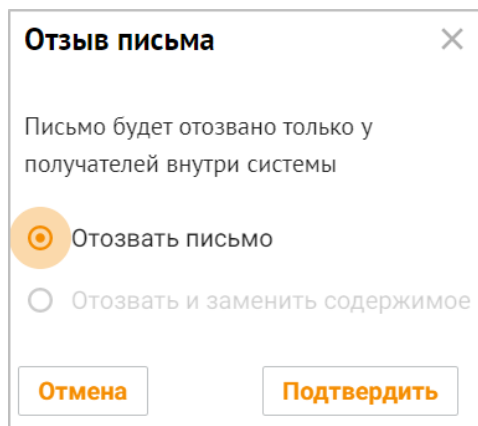 Отзыв письма
Письмо будет отозвано только у
получателей внутри системы
Отозвать письмо
Отозвать и заменить содержимое
Отмена
Подтвердить